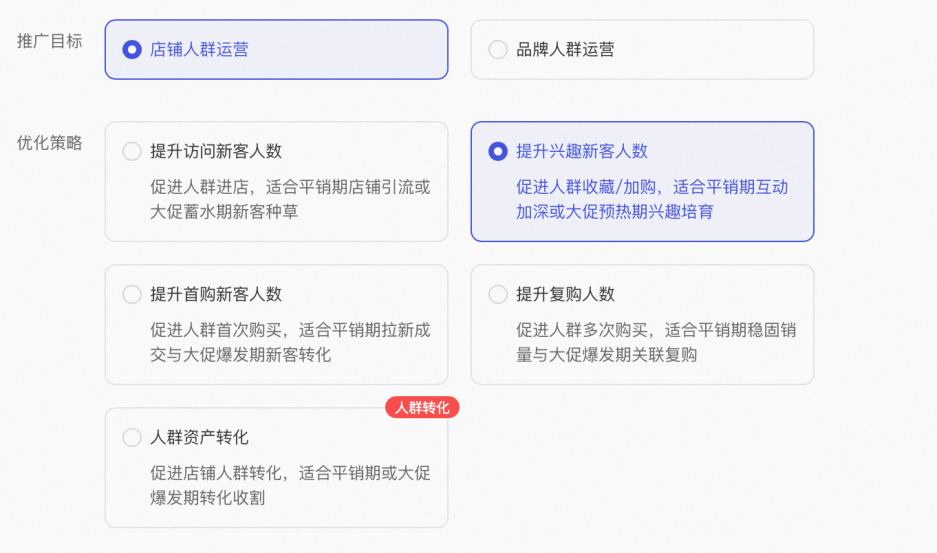 推广目标
店铺人群运营
品牌人群运营
优化策略
提升访问新客人数
促进人群进店，适合平销期店铺引流或
大促蓄水期新客种草
提升兴趣新客人数
促进人群收藏/加购，适合平销期互动
加深或大促预热期兴趣培育
提升首购新客人数
促进人群首次购买，适合平销期拉新成
交与大促爆发期新客转化
提升复购人数
促进人群多次购买，适合平销期稳固销
量与大促爆发期关联复购
人群转化
人群资产转化
促进店铺人群转化，适合平销期或大促
爆发期转化收割